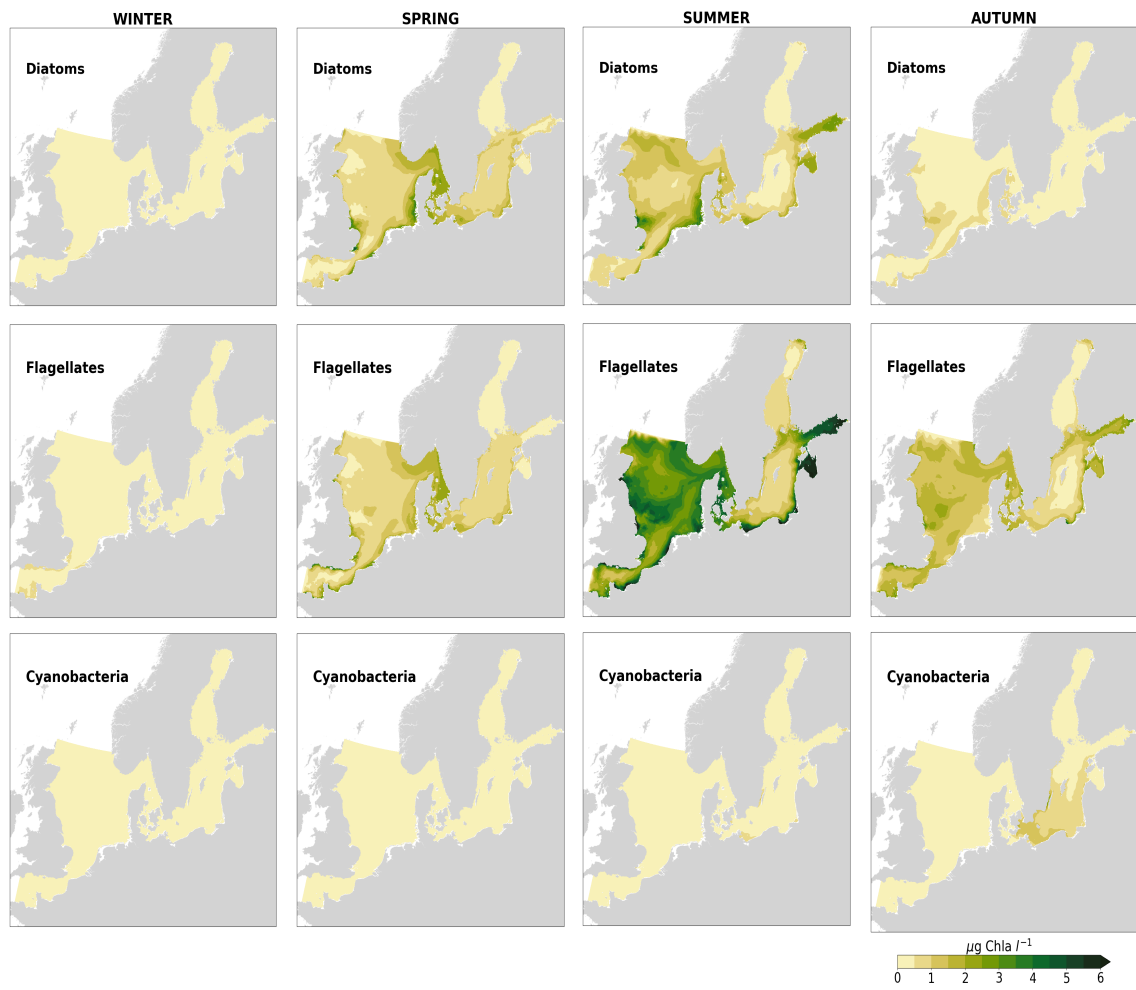 WINTER SPRING SUMMER AUTUMN
Diatoms Diatoms Diatoms Diatoms
Flagellates Flagellates Flagellates Flagellates
Cyanobacteria Cyanobacteria Cyanobacteria Cyanobacteria
μg Chla l⁻¹
0 1 2 3 4 5 6